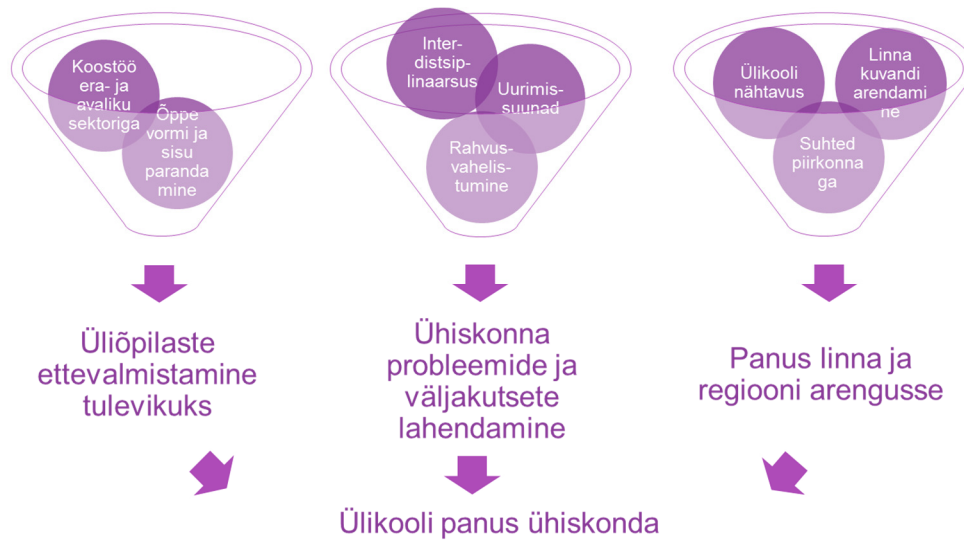 Koostöö
era- ja
avaliku
sektoriga
Õppe
vormi ja
sisu
paranda
mine
Inter-
distsip-
linaarsus
Uurimis-
suunad
Rahvus-
vahelis-
tumine
Ülikooli
nähtavus
Linna
kuvandi
arendami
ne
Suhted
piirkonna
ga
Üliõpilaste
ettevalmistamine
tulevikuks
Ühiskonna
probleemide ja
väljakutsete
lahendamine
Panus linna ja
regiooni arengusse
Ülikooli panus ühiskonda